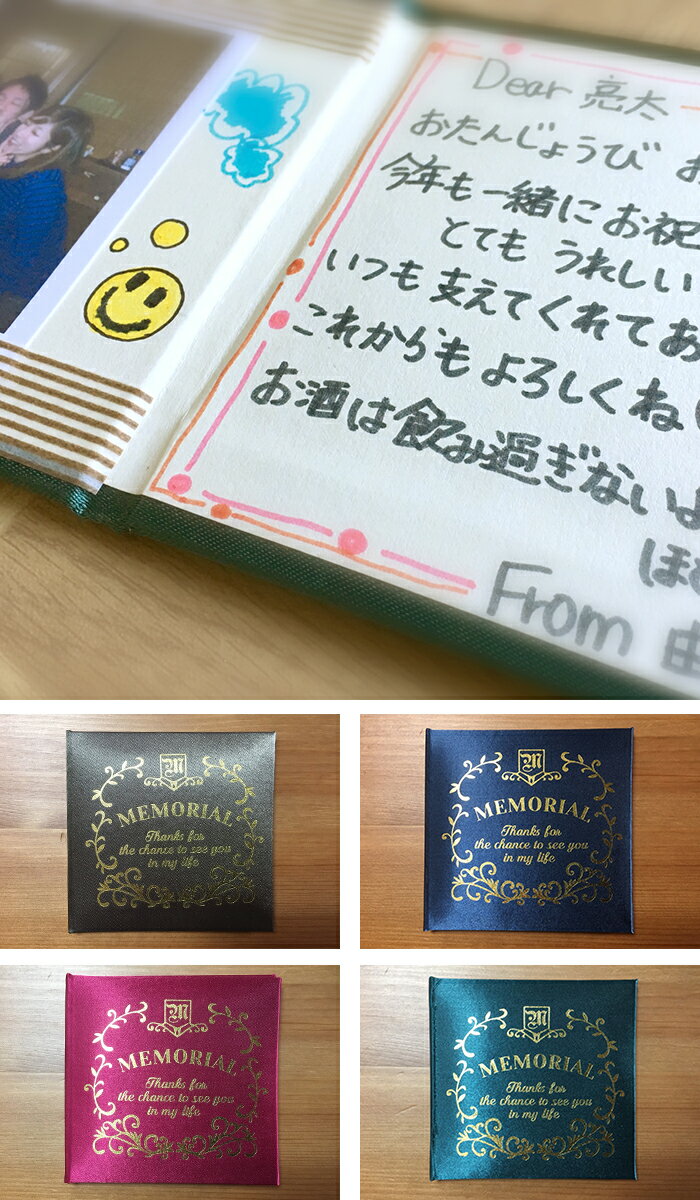 Dear 亮太
おたんじょうび お
今年も一緒にお祝
とても うれしい
いつも支えてくれてあ
これからもよろしくね
お酒は飲み過ぎないよ
ほ
From 由
M
MEMORIAL
Thanks for
the chance to see you
in my life
M
MEMORIAL
Thanks for
the chance to see you
in my life
M
MEMORIAL
Thanks for
the chance to see you
in my life
M
MEMORIAL
Thanks for
the chance to see you
in my life